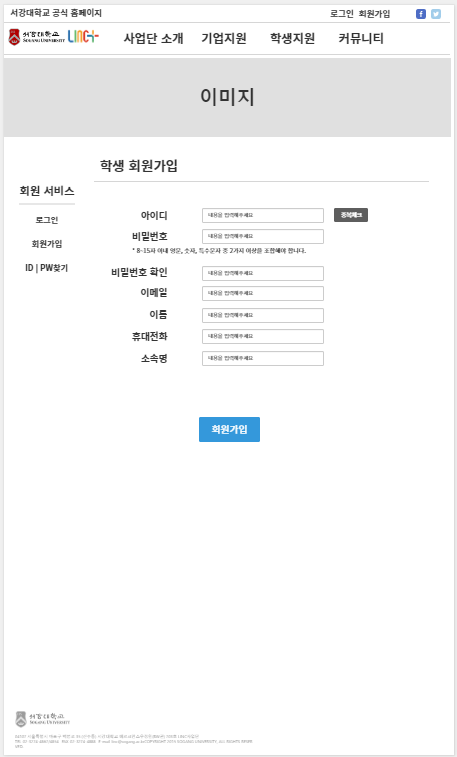 서강대학교 공식 홈페이지
로그인 회원가입
서강대학교
SOGANG UNIVERSITY
LINC+
사업단 소개 기업지원 학생지원 커뮤니티
이미지
회원 서비스
로그인
회원가입
ID | PW찾기
학생 회원가입
아이디 내용을 입력해주세요 중복체크
비밀번호 내용을 입력해주세요
* 8~15자 이내 영문, 숫자, 특수문자 중 2가지 이상을 조합해야 합니다.
비밀번호 확인 내용을 입력해주세요
이메일 내용을 입력해주세요
이름 내용을 입력해주세요
휴대전화 내용을 입력해주세요
소속명 내용을 입력해주세요
회원가입
서강대학교
SOGANG UNIVERSITY